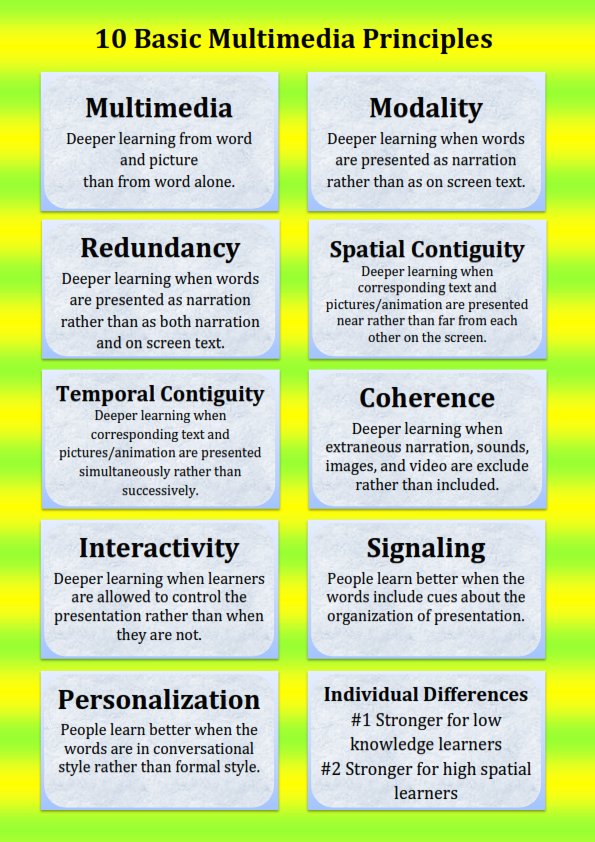 10 Basic Multimedia Principles
Multimedia
Deeper learning from word
and picture
than from word alone.
Modality
Deeper learning when words
are presented as narration
rather than as on screen text.
Redundancy
Deeper learning when words
are presented as narration
rather than as both narration
and on screen text.
Spatial Contiguity
Deeper learning when
corresponding text and
pictures/animation are presented
near rather than far from each
other on the screen.
Temporal Contiguity
Deeper learning when
corresponding text and
pictures/animation are presented
simultaneously rather than
successively.
Coherence
Deeper learning when
extraneous narration, sounds,
images, and video are exclude
rather than included.
Interactivity
Deeper learning when learners
are allowed to control the
presentation rather than when
they are not.
Signaling
People learn better when the
words include cues about the
organization of presentation.
Personalization
People learn better when the
words are in conversational
style rather than formal style.
Individual Differences
#1 Stronger for low
knowledge learners
#2 Stronger for high spatial
learners